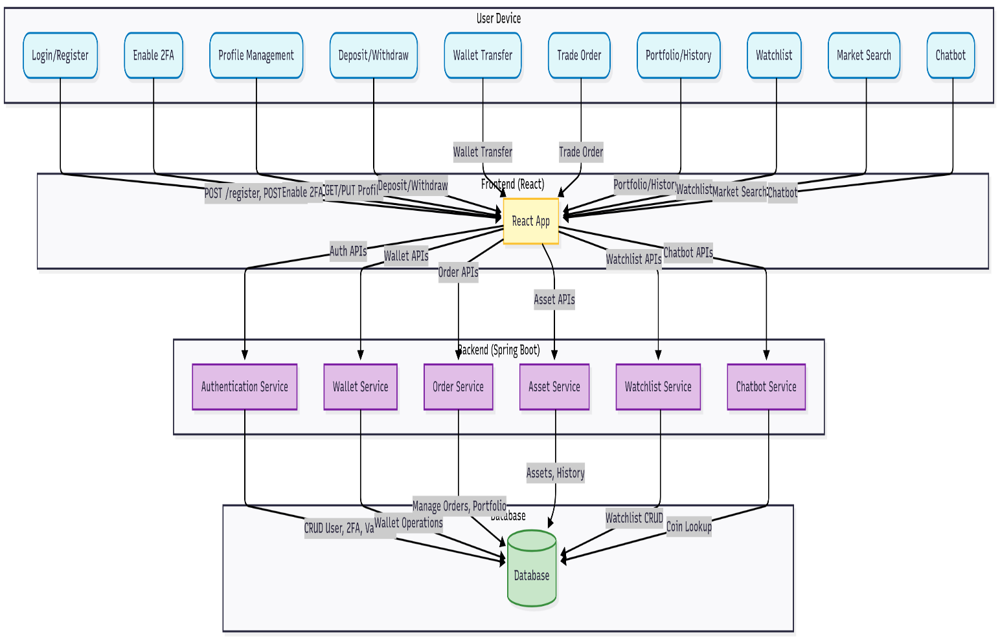 User Device
Login/Register
Enable 2FA
Profile Management
Deposit/Withdraw
Wallet Transfer
Trade Order
Portfolio/History
Watchlist
Market Search
Chatbot
Wallet Transfer
Trade Order
Frontend (React)
POST /register, POST
Enable 2FA
GET/PUT
Deposit/Withdraw
Watchlist
Market Search
Chatbot
React App
Auth APIs
Wallet APIs
Order APIs
Asset APIs
Watchlist APIs
Chatbot APIs
Backend (Spring Boot)
Authentication Service
Wallet Service
Order Service
Asset Service
Watchlist Service
Chatbot Service
Assets, History
Manage Orders, Portfolio
Database
CRUD User, 2FA,
Wallet Operations
Watchlist CRUD
Coin Lookup
Database